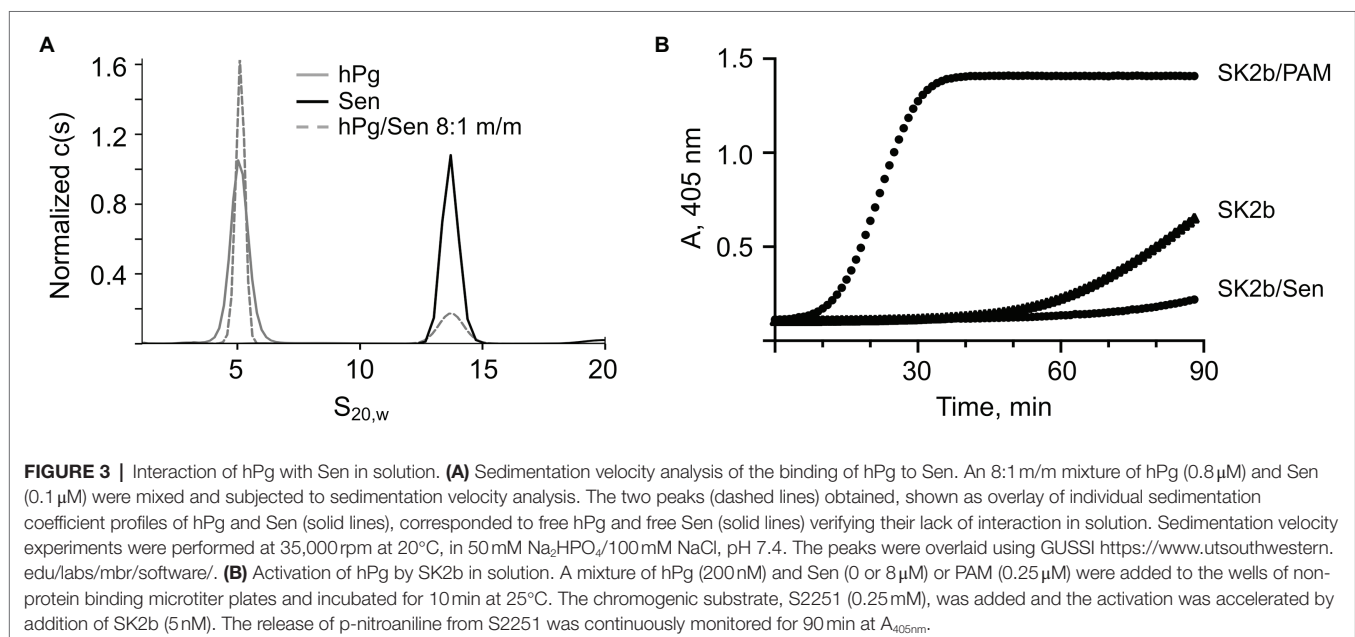 A
B
1.6
1.2
0.8
0.4
Normalized c(s)
hPg
Sen
hPg/Sen 8:1 m/m
5
10
15
20
S20,w
1.5
1.0
0.5
A, 405 nm
SK2b/PAM
SK2b
SK2b/Sen
30
60
90
Time, min
FIGURE 3 | Interaction of hPg with Sen in solution. (A) Sedimentation velocity analysis of the binding of hPg to Sen. An 8:1 m/m mixture of hPg (0.8 μM) and Sen
(0.1 μM) were mixed and subjected to sedimentation velocity analysis. The two peaks (dashed lines) obtained, shown as overlay of individual sedimentation
coefficient profiles of hPg and Sen (solid lines), corresponded to free hPg and free Sen (solid lines) verifying their lack of interaction in solution. Sedimentation velocity
experiments were performed at 35,000 rpm at 20°C, in 50 mM Na₂HPO₄/100 mM NaCl, pH 7.4. The peaks were overlaid using GUSSI https://www.utsouthwestern.
edu/labs/mbr/software/. (B) Activation of hPg by SK2b in solution. A mixture of hPg (200 nM) and Sen (0 or 8 μM) or PAM (0.25 μM) were added to the wells of non-
protein binding microtiter plates and incubated for 10 min at 25°C. The chromogenic substrate, S2251 (0.25 mM), was added and the activation was accelerated by
addition of SK2b (5 nM). The release of p-nitroaniline from S2251 was continuously monitored for 90 min at A405nm.